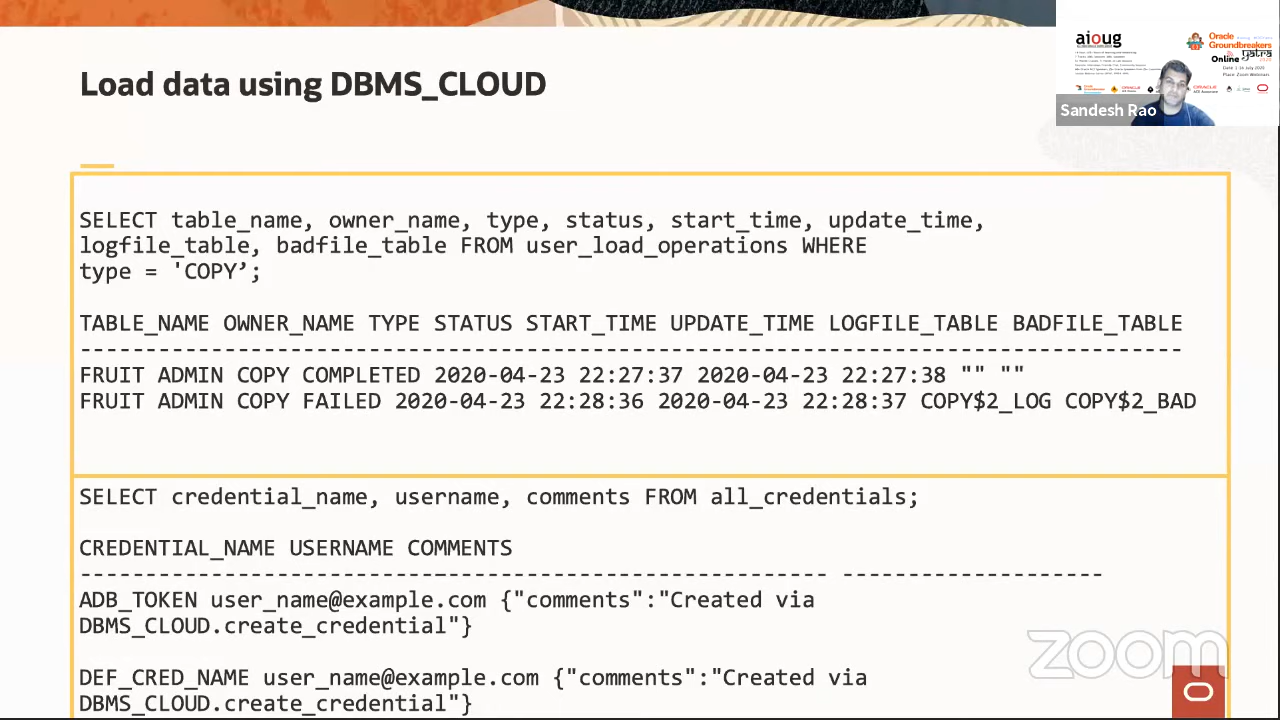 Load data using DBMS_CLOUD
aioug
Oracle
Groundbreakers
Online yatra
Sandesh Rao
SELECT table_name, owner_name, type, status, start_time, update_time,
logfile_table, badfile_table FROM user_load_operations WHERE
type = 'COPY’;
TABLE_NAME OWNER_NAME TYPE STATUS START_TIME UPDATE_TIME LOGFILE_TABLE BADFILE_TABLE
------------------------------------------------------------------------------------
FRUIT ADMIN COPY COMPLETED 2020-04-23 22:27:37 2020-04-23 22:27:38 "" ""
FRUIT ADMIN COPY FAILED 2020-04-23 22:28:36 2020-04-23 22:28:37 COPY$2_LOG COPY$2_BAD
SELECT credential_name, username, comments FROM all_credentials;
CREDENTIAL_NAME USERNAME COMMENTS
--------------------------------------------------------- --------------------
ADB_TOKEN user_name@example.com {"comments":"Created via
DBMS_CLOUD.create_credential"}
DEF_CRED_NAME user_name@example.com {"comments":"Created via
DBMS_CLOUD.create_credential"}
zoom